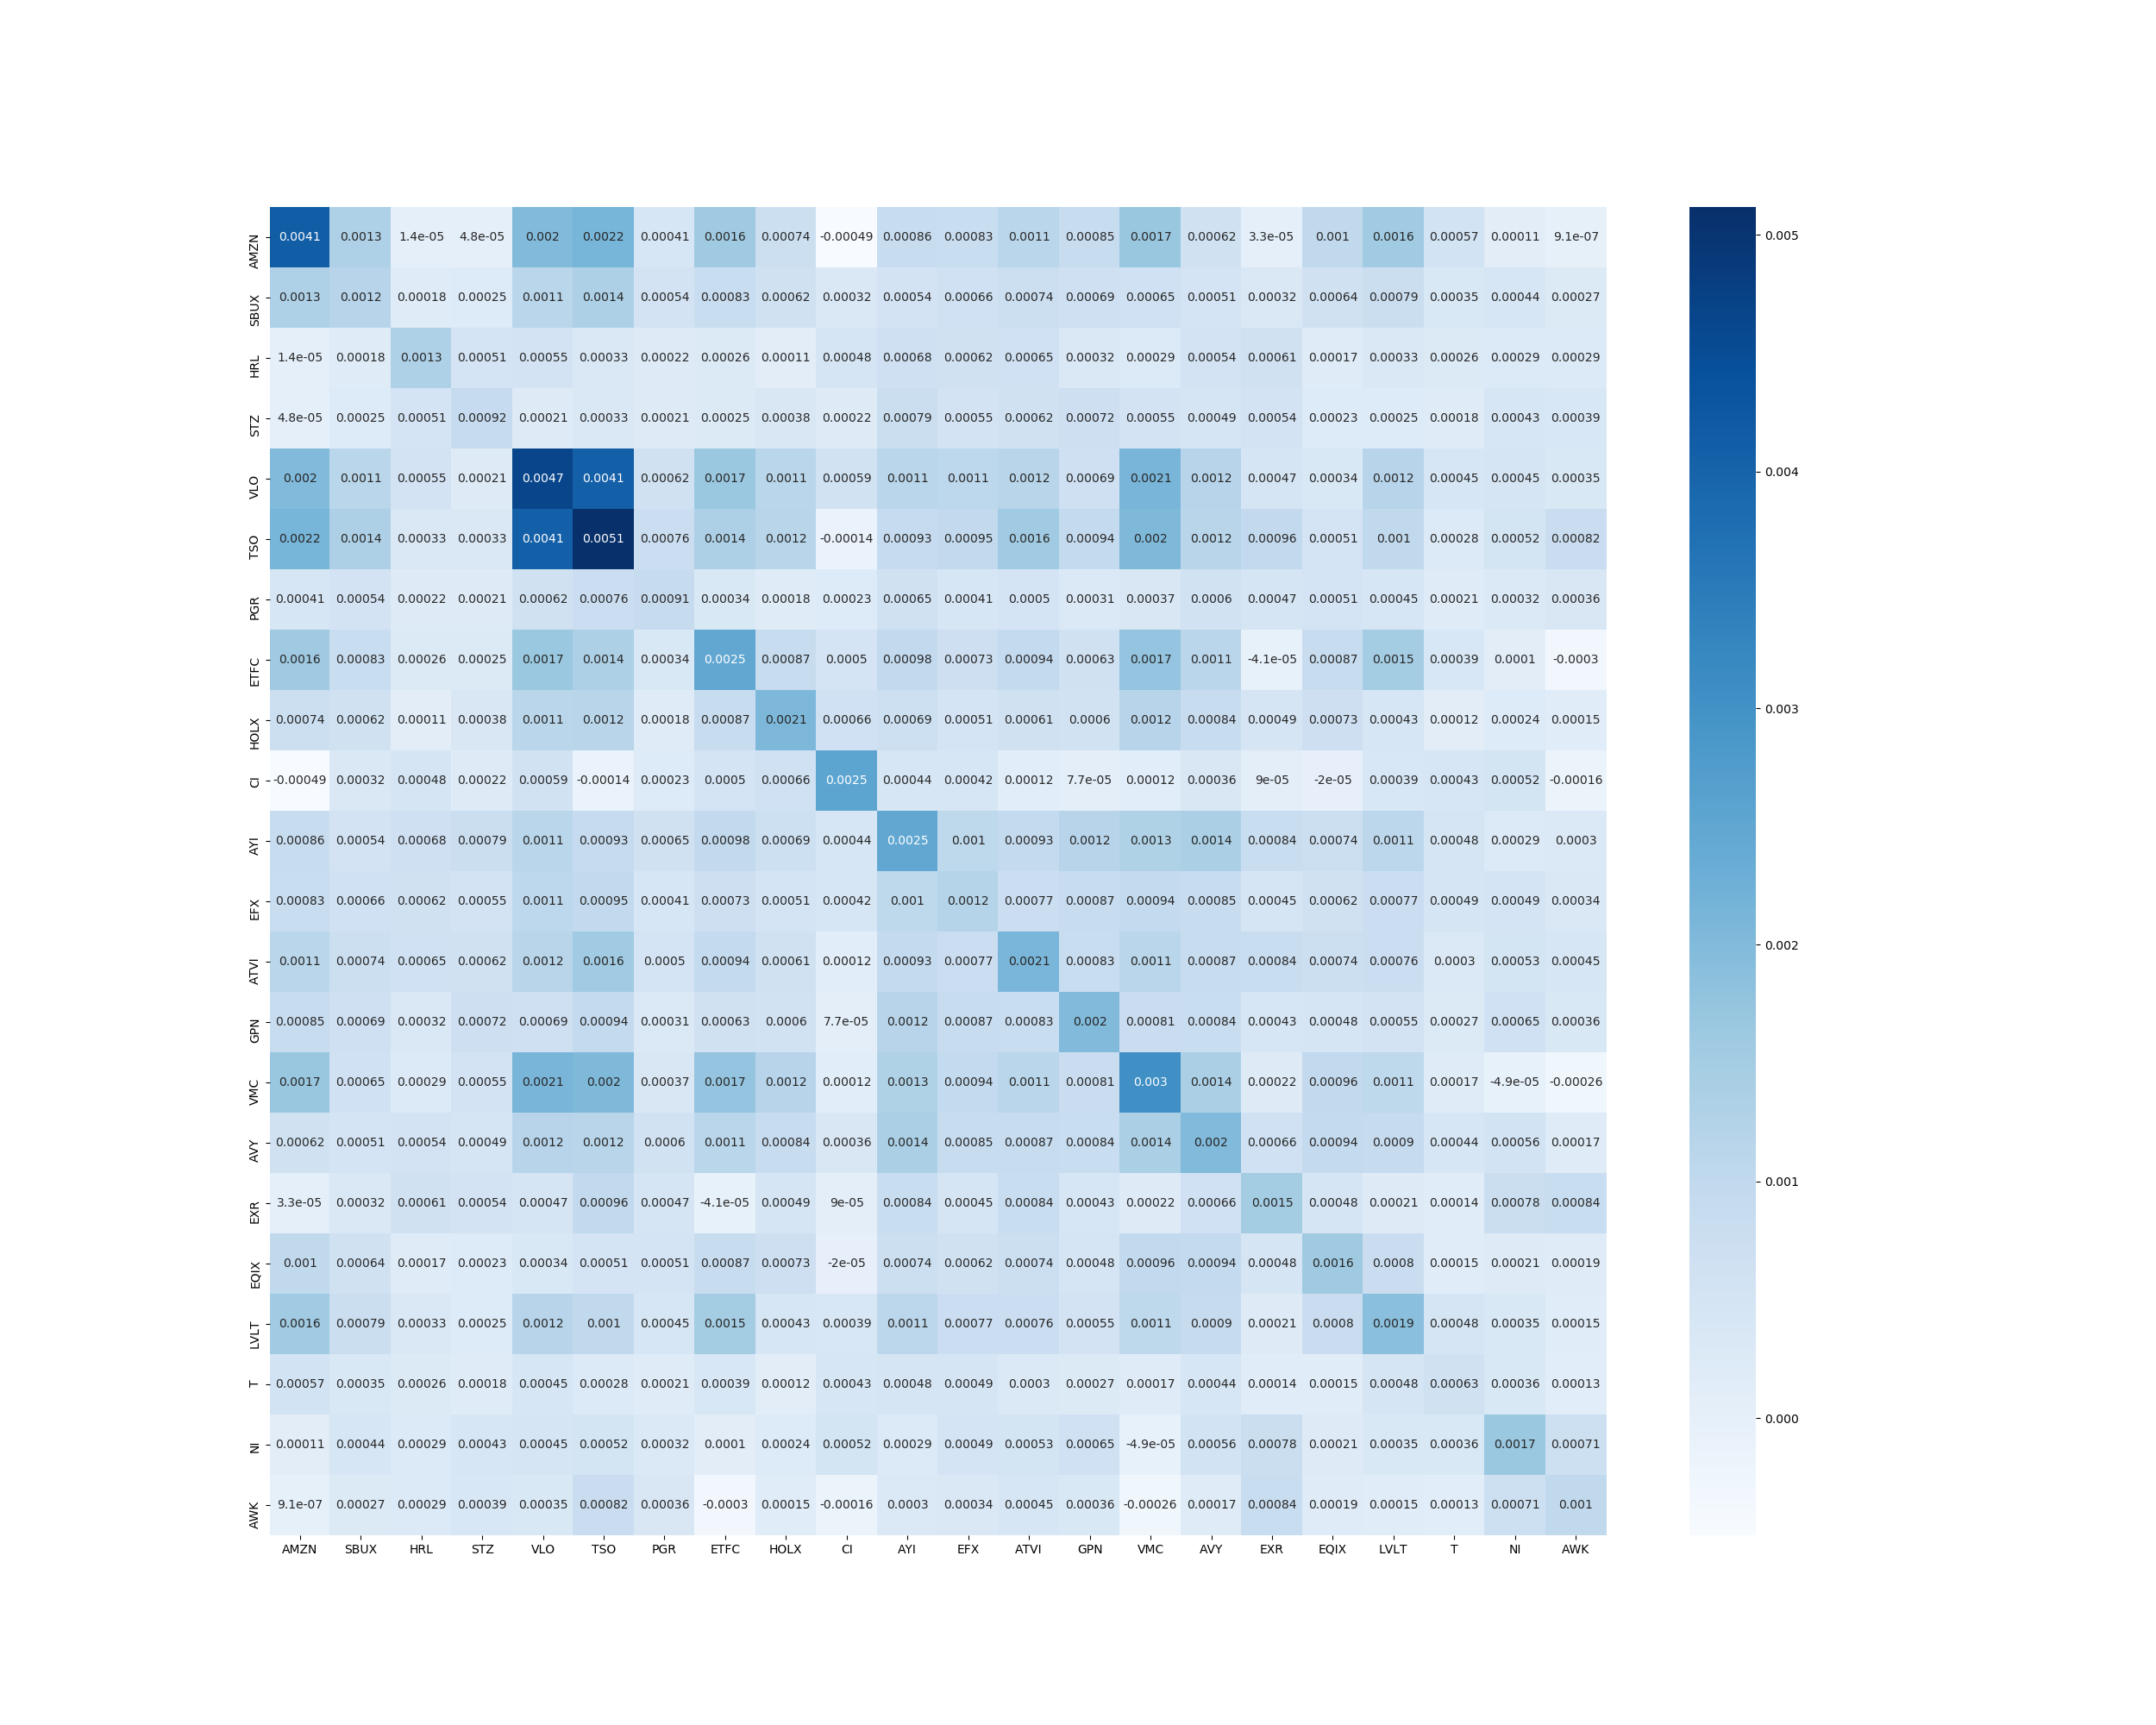 AMZN 0.0041 0.0013 1.4e-05 4.8e-05 0.002 0.0022 0.00041 0.0016 0.00074 -0.00049 0.00086 0.00083 0.0011 0.00085 0.0017 0.00062 3.3e-05 0.001 0.0016 0.00057 0.00011 9.1e-07
SBUX 0.0013 0.0012 0.00018 0.00025 0.0011 0.0014 0.00054 0.00083 0.00062 0.00032 0.00054 0.00066 0.00074 0.00069 0.00065 0.00051 0.00032 0.00064 0.00079 0.00035 0.00044 0.00027
HRL 1.4e-05 0.00018 0.0013 0.00051 0.00055 0.00033 0.00022 0.00026 0.00011 0.00048 0.00068 0.00062 0.00065 0.00032 0.00029 0.00054 0.00061 0.00017 0.00033 0.00026 0.00029 0.00029
STZ 4.8e-05 0.00025 0.00051 0.00092 0.00021 0.00033 0.00021 0.00025 0.00038 0.00022 0.00079 0.00055 0.00062 0.00072 0.00055 0.00049 0.00054 0.00023 0.00025 0.00018 0.00043 0.00039
VLO 0.002 0.0011 0.00055 0.00021 0.0047 0.0041 0.00062 0.0017 0.0011 0.00059 0.0011 0.0011 0.0012 0.00069 0.0021 0.0012 0.00047 0.00034 0.0012 0.00045 0.00045 0.00035
TSO 0.0022 0.0014 0.00033 0.00033 0.0041 0.0051 0.00076 0.0014 0.0012 -0.00014 0.00093 0.00095 0.0016 0.00094 0.002 0.0012 0.00096 0.00051 0.001 0.00028 0.00052 0.00082
PGR 0.00041 0.00054 0.00022 0.00021 0.00062 0.00076 0.00091 0.00034 0.00018 0.00023 0.00065 0.00041 0.0005 0.00031 0.00037 0.0006 0.00047 0.00051 0.00045 0.00021 0.00032 0.00036
ETFC 0.0016 0.00083 0.00026 0.00025 0.0017 0.0014 0.00034 0.0025 0.00087 0.0005 0.00098 0.00073 0.00094 0.00063 0.0017 0.0011 -4.1e-05 0.00087 0.0015 0.00039 0.0001 -0.0003
HOLX 0.00074 0.00062 0.00011 0.00038 0.0011 0.0012 0.00018 0.00087 0.0021 0.00066 0.00069 0.00051 0.00061 0.0006 0.0012 0.00084 0.00049 0.00073 0.00043 0.00012 0.00024 0.00015
CI -0.00049 0.00032 0.00048 0.00022 0.00059 -0.00014 0.00023 0.0005 0.00066 0.0025 0.00044 0.00042 0.00012 7.7e-05 0.00012 0.00036 9e-05 -2e-05 0.00039 0.00043 0.00052 -0.00016
AYI 0.00086 0.00054 0.00068 0.00079 0.0011 0.00093 0.00065 0.00098 0.00069 0.00044 0.0025 0.001 0.00093 0.0012 0.0013 0.0014 0.00084 0.00074 0.0011 0.00048 0.00029 0.0003
EFX 0.00083 0.00066 0.00062 0.00055 0.0011 0.00095 0.00041 0.00073 0.00051 0.00042 0.001 0.0012 0.00077 0.00087 0.00094 0.00085 0.00045 0.00062 0.00077 0.00049 0.00049 0.00034
ATVI 0.0011 0.00074 0.00065 0.00062 0.0012 0.0016 0.0005 0.00094 0.00061 0.00012 0.00093 0.00077 0.0021 0.00083 0.0011 0.00087 0.00084 0.00074 0.00076 0.0003 0.00053 0.00045
GPN 0.00085 0.00069 0.00032 0.00072 0.00069 0.00094 0.00031 0.00063 0.0006 7.7e-05 0.0012 0.00087 0.00083 0.002 0.00081 0.00084 0.00043 0.00048 0.00055 0.00027 0.00065 0.00036
VMC 0.0017 0.00065 0.00029 0.00055 0.0021 0.002 0.00037 0.0017 0.0012 0.00012 0.0013 0.00094 0.0011 0.00081 0.003 0.0014 0.00022 0.00096 0.0011 0.00017 -4.9e-05 -0.00026
AVY 0.00062 0.00051 0.00054 0.00049 0.0012 0.0012 0.0006 0.0011 0.00084 0.00036 0.0014 0.00085 0.00087 0.00084 0.0014 0.002 0.00066 0.00094 0.0009 0.00044 0.00056 0.00017
EXR 3.3e-05 0.00032 0.00061 0.00054 0.00047 0.00096 0.00047 -4.1e-05 0.00049 9e-05 0.00084 0.00045 0.00084 0.00043 0.00022 0.00066 0.0015 0.00048 0.00021 0.00014 0.00078 0.00084
EQIX 0.001 0.00064 0.00017 0.00023 0.00034 0.00051 0.00051 0.00087 0.00073 -2e-05 0.00074 0.00062 0.00074 0.00048 0.00096 0.00094 0.00048 0.0016 0.0008 0.00015 0.00021 0.00019
LVLT 0.0016 0.00079 0.00033 0.00025 0.0012 0.001 0.00045 0.0015 0.00043 0.00039 0.0011 0.00077 0.00076 0.00055 0.0011 0.0009 0.00021 0.0008 0.0019 0.00048 0.00035 0.00015
T 0.00057 0.00035 0.00026 0.00018 0.00045 0.00028 0.00021 0.00039 0.00012 0.00043 0.00048 0.00049 0.0003 0.00027 0.00017 0.00044 0.00014 0.00015 0.00048 0.00063 0.00036 0.00013
NI 0.00011 0.00044 0.00029 0.00043 0.00045 0.00052 0.00032 0.0001 0.00024 0.00052 0.00029 0.00049 0.00053 0.00065 -4.9e-05 0.00056 0.00078 0.00021 0.00035 0.00036 0.0017 0.00071
AWK 9.1e-07 0.00027 0.00029 0.00039 0.00035 0.00082 0.00036 -0.0003 0.00015 -0.00016 0.0003 0.00034 0.00045 0.00036 -0.00026 0.00017 0.00084 0.00019 0.00015 0.00013 0.00071 0.001
AMZN SBUX HRL STZ VLO TSO PGR ETFC HOLX CI AYI EFX ATVI GPN VMC AVY EXR EQIX LVLT T NI AWK
0.005
0.004
0.003
0.002
0.001
0.000